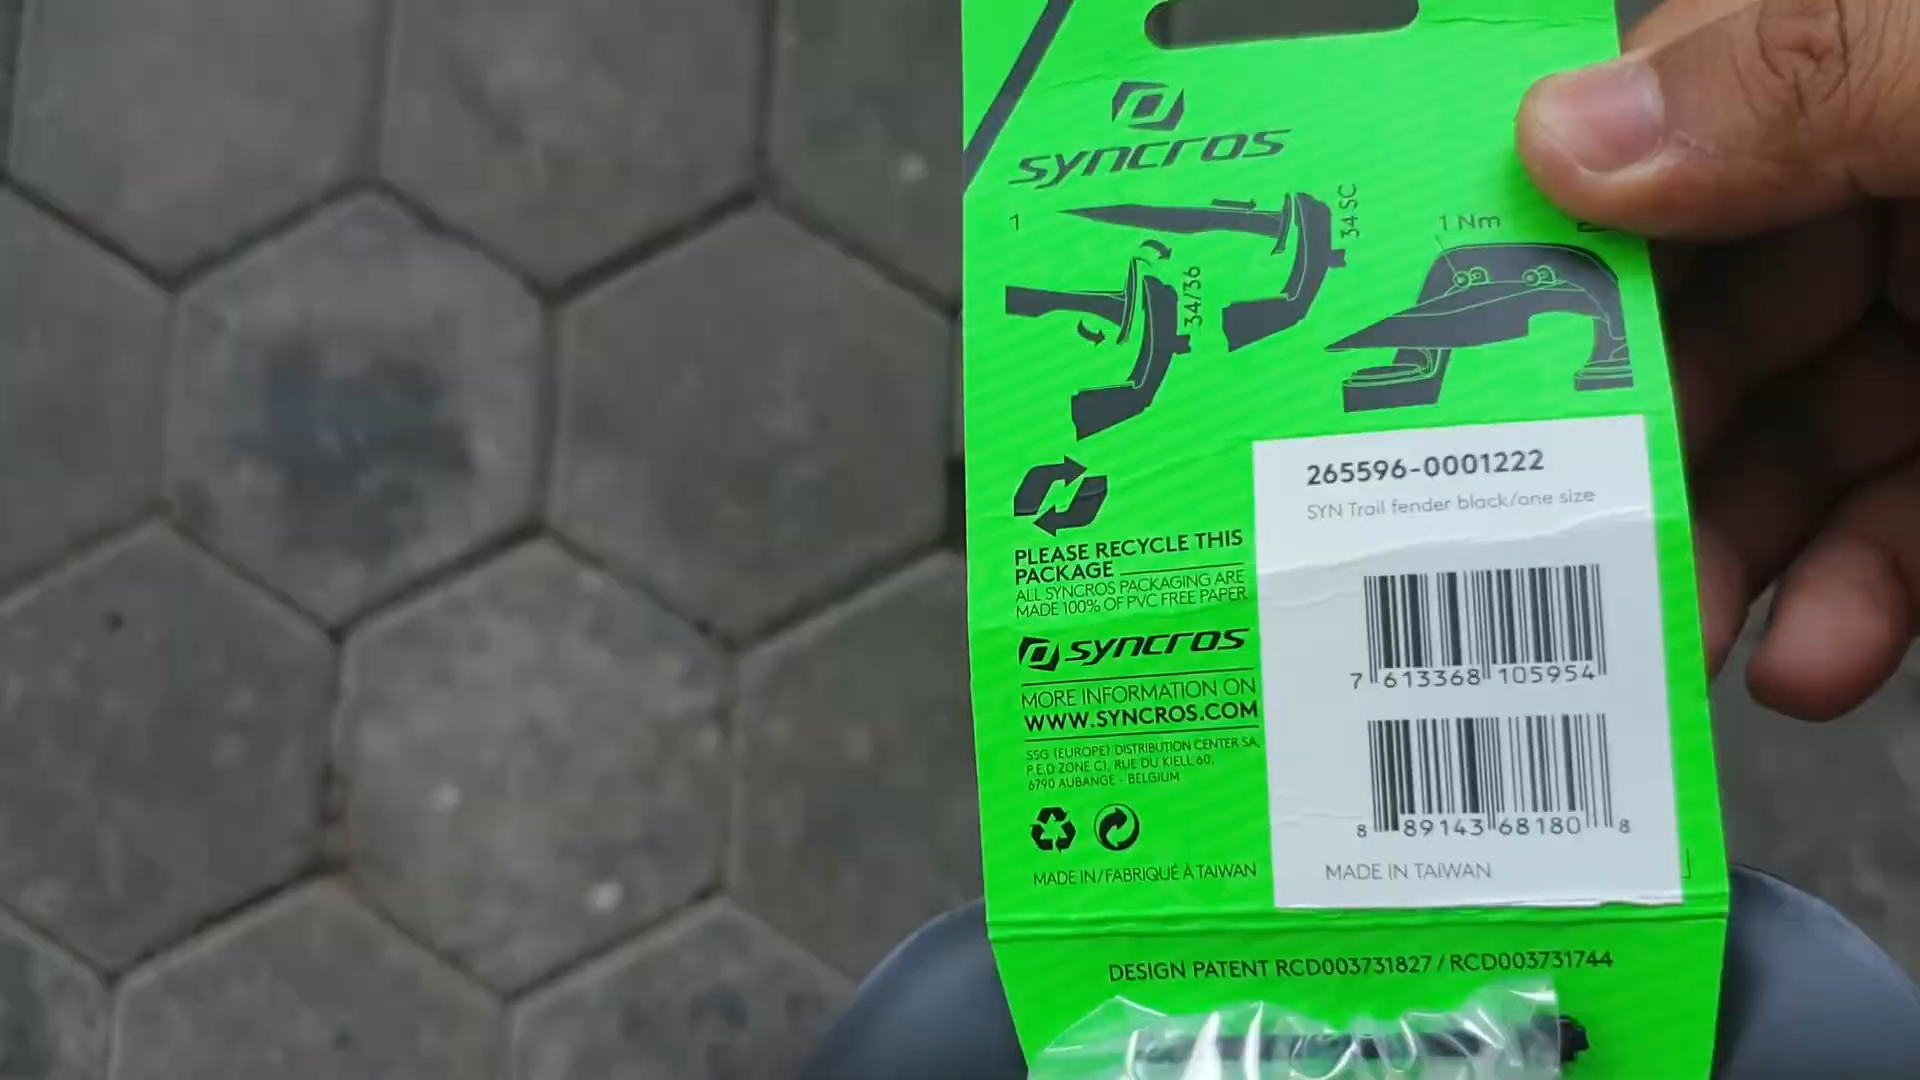 syncros
1
34 SC
1 Nm
34/36
265596-0001222
SYN Trail fender black/one size
PLEASE RECYCLE THIS
PACKAGE
ALL SYNCROS PACKAGING ARE
MADE 100% OF PVC FREE PAPER
7 613368 105954
syncros
MORE INFORMATION ON
WWW.SYNCROS.COM
SSG (EUROPE) DISTRIBUTION CENTER SA,
P.E.D ZONE C1, RUE DU KIELL 60,
6790 AUBANGE - BELGIUM
8 89143 68180 8
MADE IN/FABRIQUÉ À TAIWAN
MADE IN TAIWAN
DESIGN PATENT RCD003731827 / RCD003731744